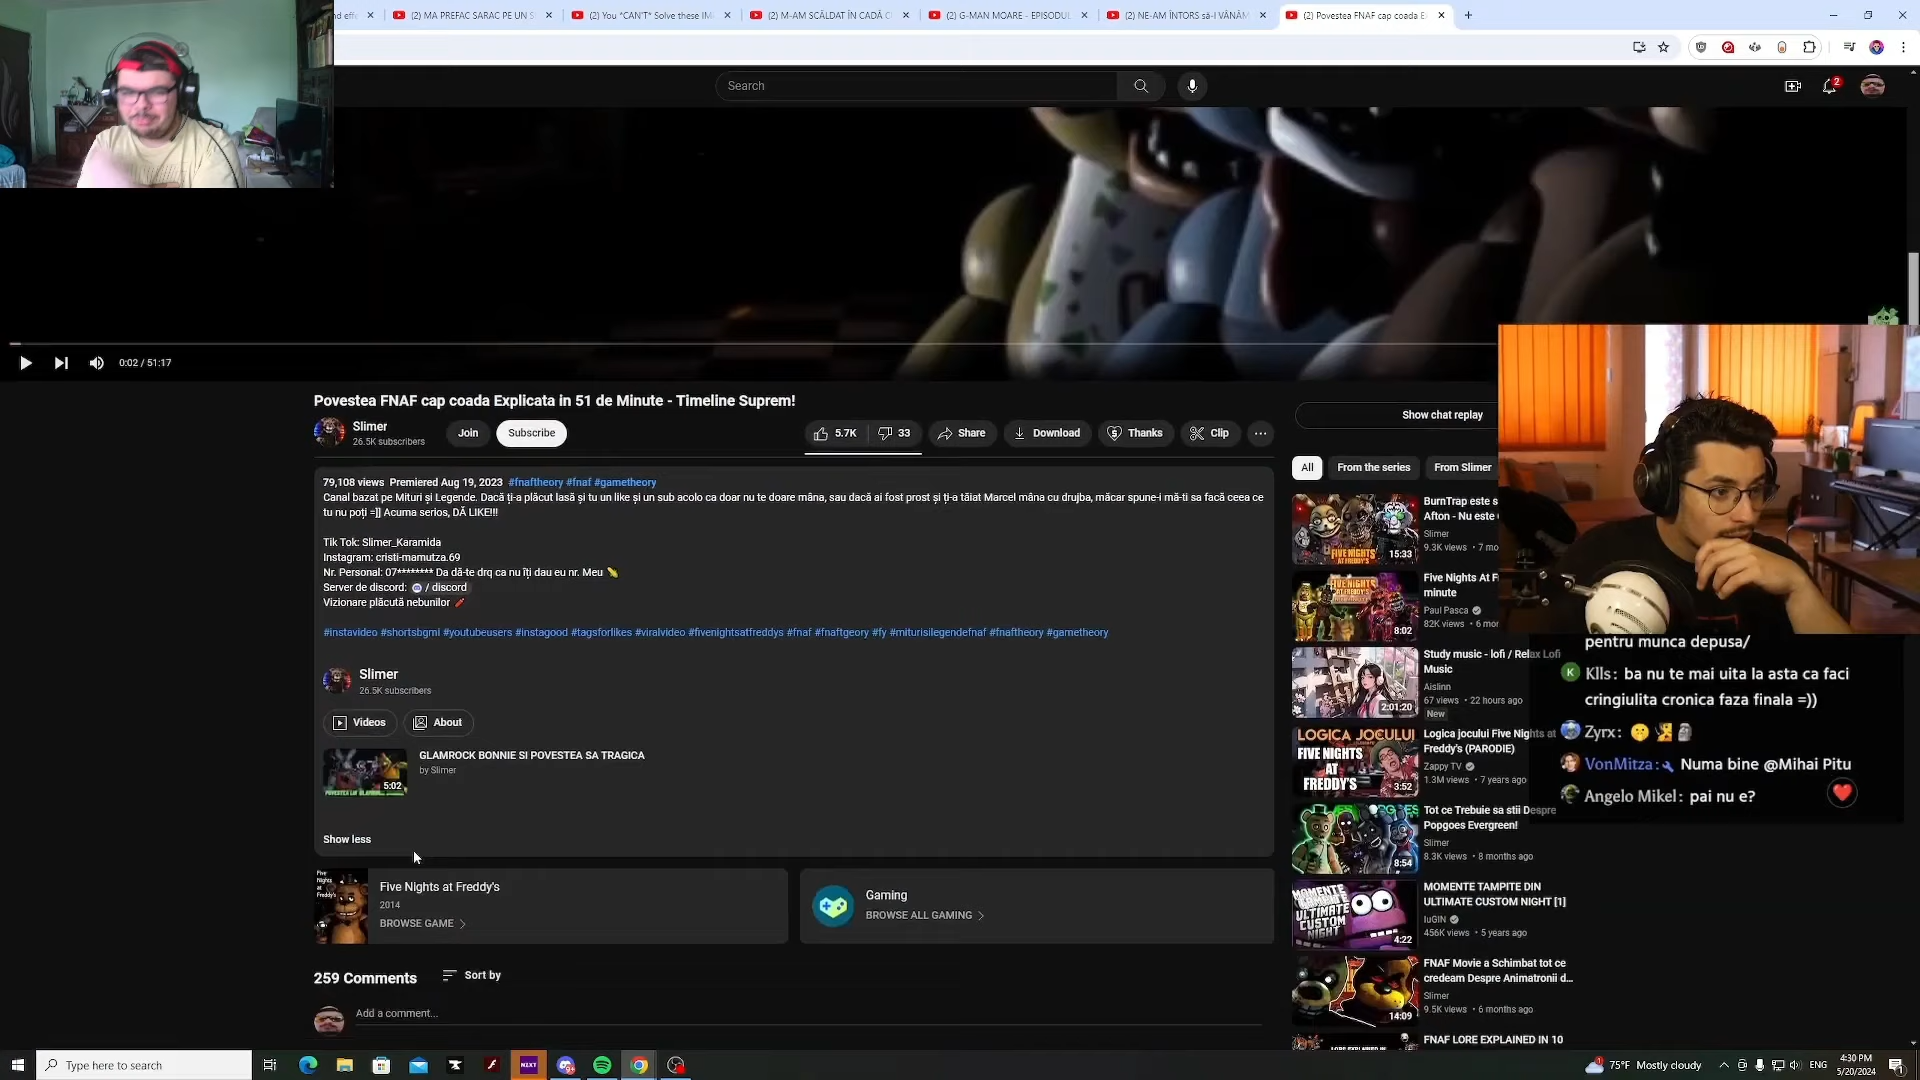 (2) MA PREFAC SARAC PE UN S
(2) You *CAN'T* Solve these IM
(2) M-AM SCĂLDAT ÎN CADĂ C
(2) G-MAN MOARE - EPISODUL
(2) NE-AM ÎNTORS să-l VÂNĂM
(2) Povestea FNAF cap coada E
Search
2
0:02 / 51:17
Povestea FNAF cap coada Explicata in 51 de Minute - Timeline Suprem!
Slimer
26.5K subscribers
Join
Subscribe
5.7K
33
Share
Download
Thanks
Clip
79,108 views Premiered Aug 19, 2023 #fnaftheory #fnaf #gametheory
Canal bazat pe Mituri și Legende. Dacă ți-a plăcut lasă și tu un like și un sub acolo ca doar nu te doare mâna, sau dacă ai fost prost și ți-a tăiat Marcel mâna cu drujba, măcar spune-i mă-ti sa facă ceea ce
tu nu poți =]] Acuma serios, DĂ LIKE!!!
Tik Tok: Slimer_Karamida
Instagram: cristi-mamutza.69
Nr. Personal: 07******** Da dă-te drq ca nu îți dau eu nr. Meu 🌽
Server de discord: / discord
Vizionare plăcută nebunilor 🧨
#instavideo #shortsbgmi #youtubeusers #instagood #tagsforlikes #viralvideo #fivenightsatfreddys #fnaf #fnaftgeory #fy #miturisilegendefnaf #fnaftheory #gametheory
Slimer
26.5K subscribers
Videos
About
5:02
GLAMROCK BONNIE SI POVESTEA SA TRAGICA
by Slimer
Show less
Five Nights at Freddy's
Five Nights at Freddy's
2014
BROWSE GAME
Gaming
BROWSE ALL GAMING
259 Comments
Sort by
Add a comment...
Show chat replay
All
From the series
From Slimer
FIVE NIGHTS
15:33
BurnTrap este s
Afton - Nu este
Slimer
9.3K views • 7 mo
FIVE NIGHTS
AT FREDDY'S
8:02
Five Nights At F
minute
Paul Pasca
82K views • 6 mor
2:01:20
Study music - lofi / Relax Lofi
Music
Aislinn
67 views • 22 hours ago
New
LOGICA JOCULUI
FIVE NIGHTS
AT
FREDDY'S
3:52
Logica jocului Five Nights at
Freddy's (PARODIE)
Zappy TV
1.3M views • 7 years ago
8:54
Tot ce Trebuie sa stii Despre
Popgoes Evergreen!
Slimer
8.3K views • 8 months ago
MOMENTE TAMPITE DIN
ULTIMATE
CUSTOM
NIGHT
4:22
MOMENTE TAMPITE DIN
ULTIMATE CUSTOM NIGHT [1]
IuGIN
456K views • 5 years ago
14:09
FNAF Movie a Schimbat tot ce
credeam Despre Animatronii d...
Slimer
9.5K views • 6 months ago
FNAF LORE EXPLAINED IN 10
pentru munca depusa/
K Klls: ba nu te mai uita la asta ca faci
cringiulita cronica faza finala =))
Zyrx:
VonMitza: Numa bine @Mihai Pitu
Angelo Mikel: pai nu e?
Type here to search
NIXT
75°F Mostly cloudy
ENG
4:30 PM
5/20/2024